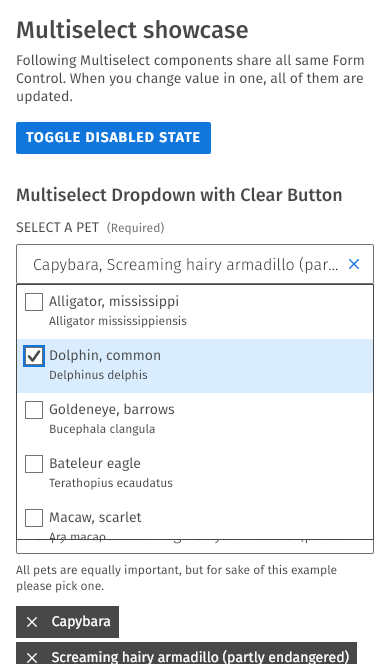 Multiselect showcase
Following Multiselect components share all same Form
Control. When you change value in one, all of them are
updated.
TOGGLE DISABLED STATE
Multiselect Dropdown with Clear Button
SELECT A PET (Required)
Capybara, Screaming hairy armadillo (par...
Alligator, mississippi
Alligator mississippiensis
Dolphin, common
Delphinus delphis
Goldeneye, barrows
Bucephala clangula
Bateleur eagle
Terathopius ecaudatus
Macaw, scarlet
Ara macao
All pets are equally important, but for sake of this example
please pick one.
Capybara
Screaming hairy armadillo (partly endangered)